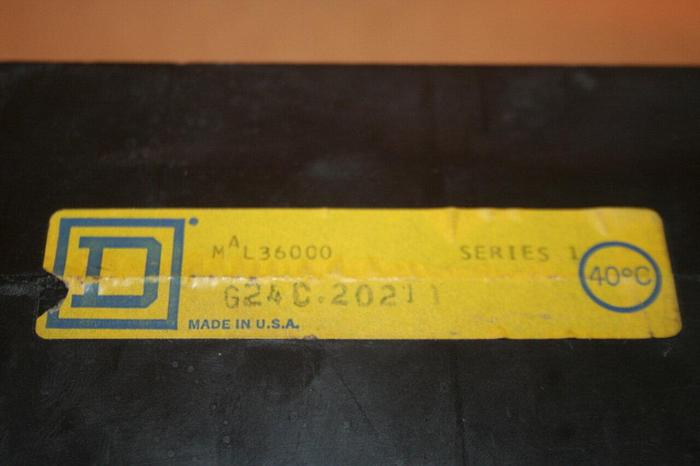 D
MAL36000 SERIES 1 40°C
G24C·20211
MADE IN U.S.A.